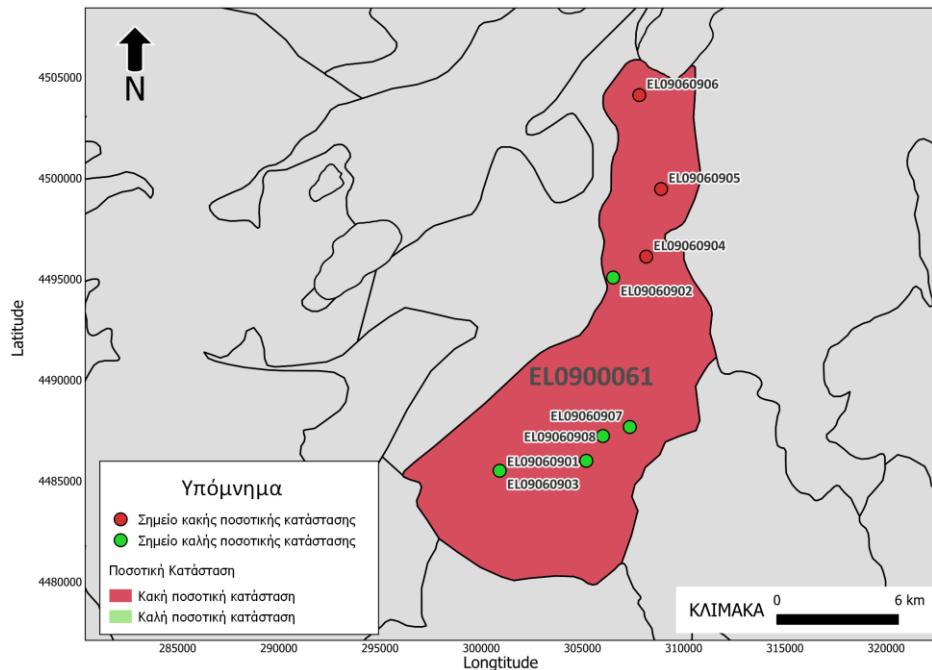 4505000
4500000
4495000
4490000
4485000
4480000
Latitude
N
EL09060906
EL09060905
EL09060904
EL09060902
EL0900061
EL09060907
EL09060908
EL09060901
EL09060903
Υπόμνημα
Σημείο κακής ποσοτικής κατάστασης
Σημείο καλής ποσοτικής κατάστασης
Ποσοτική Κατάσταση
Κακή ποσοτική κατάσταση
Καλή ποσοτική κατάσταση
ΚΛΙΜΑΚΑ 0 6 km
285000 290000 295000 300000 305000 310000 315000 320000
Longtitude